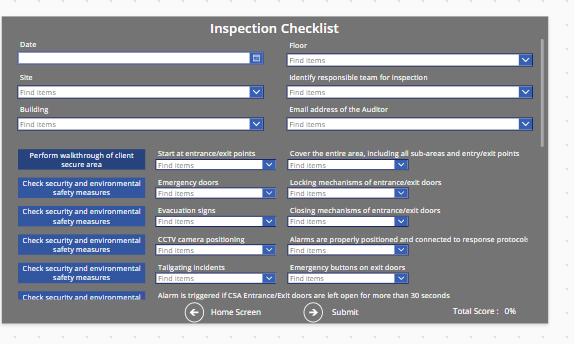 Inspection Checklist
Date
Floor
Find items
Site
Identify responsible team for Inspection
Find items
Find items
Building
Email address of the Auditor
Find items
Find items
Perform walkthrough of client
secure area
Start at entrance/exit points
Cover the entire area, including all sub-areas and entry/exit points
Find items
Find items
Check security and environmental
safety measures
Emergency doors
Locking mechanisms of entrance/exit doors
Find items
Find items
Check security and environmental
safety measures
Evacuation signs
Closing mechanisms of entrance/exit doors
Find items
Find items
Check security and environmental
safety measures
CCTV camera positioning
Alarms are properly positioned and connected to response protocols
Find items
Find items
Check security and environmental
safety measures
Tailgating incidents
Emergency buttons on exit doors
Find items
Find items
Check security and environmental
Alarm is triggered if CSA Entrance/Exit doors are left open for more than 30 seconds
Home Screen
Submit
Total Score : 0%